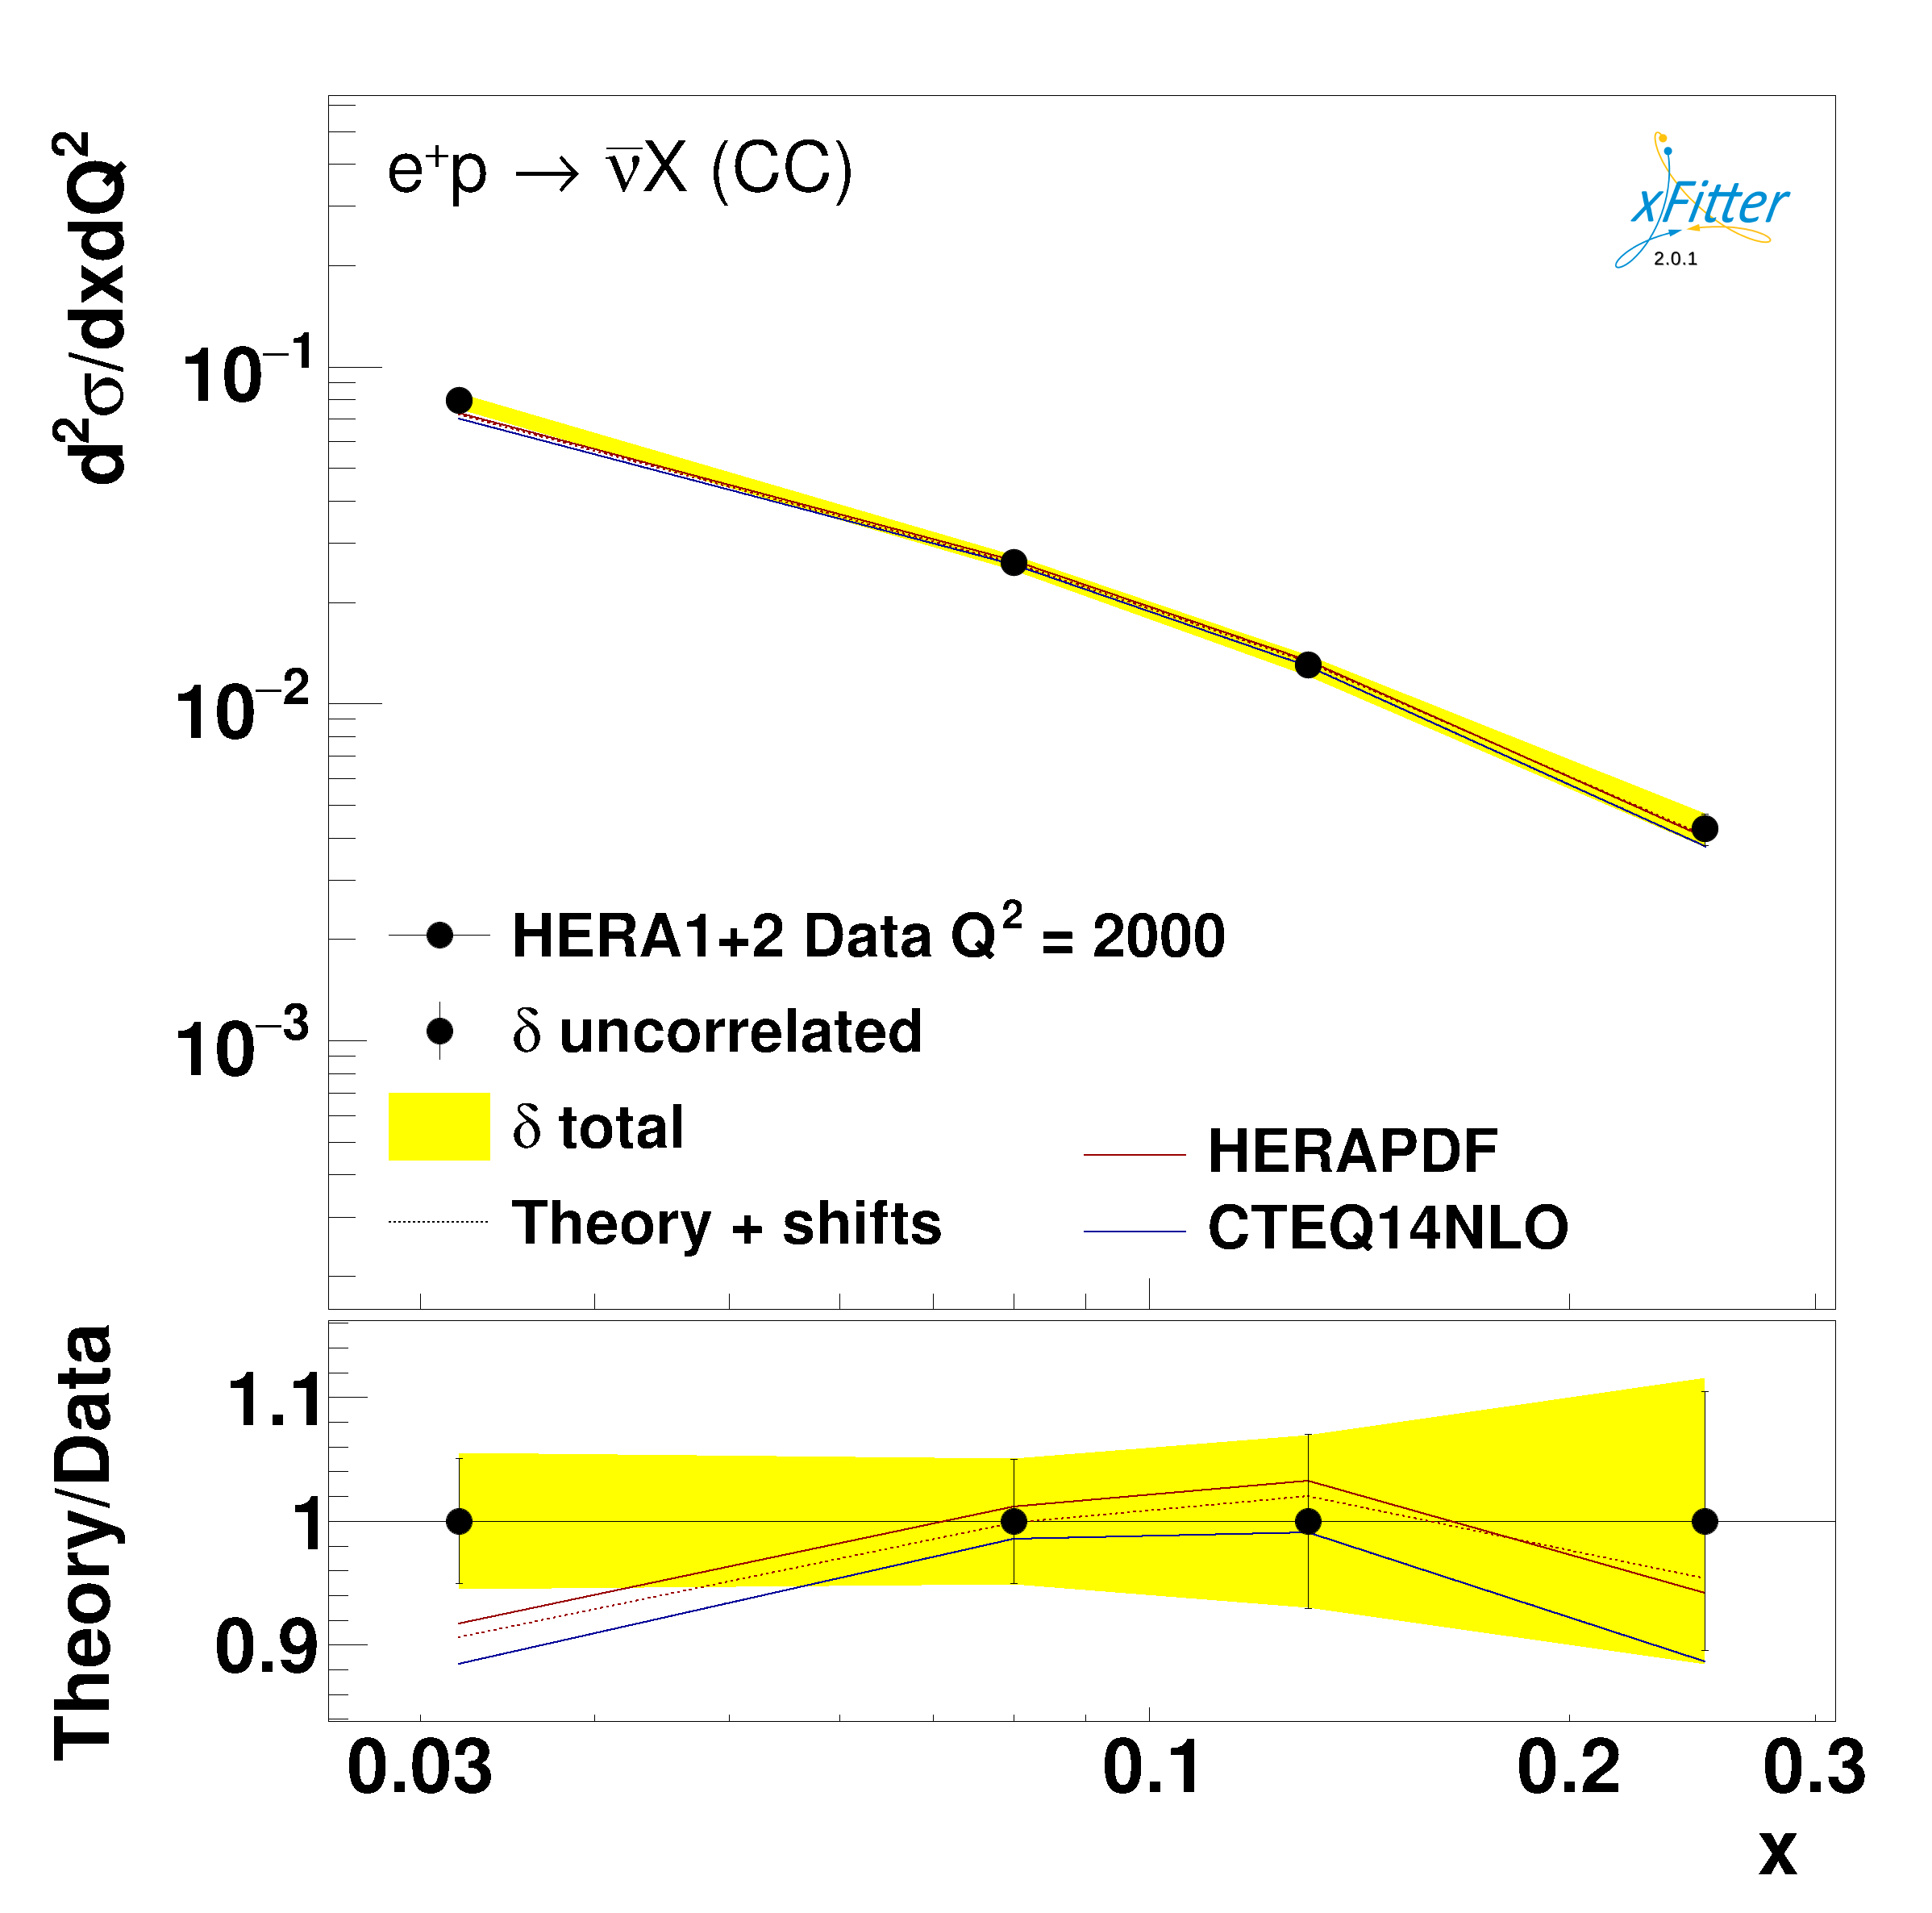 e⁺p → ν̅X (CC)
xFitter
2.0.1
d²σ/dxdQ²
10⁻¹
10⁻²
10⁻³
HERA1+2 Data Q² = 2000
δ uncorrelated
δ total
Theory + shifts
HERAPDF
CTEQ14NLO
Theory/Data
1.1
1
0.9
0.03 0.1 0.2 0.3
x